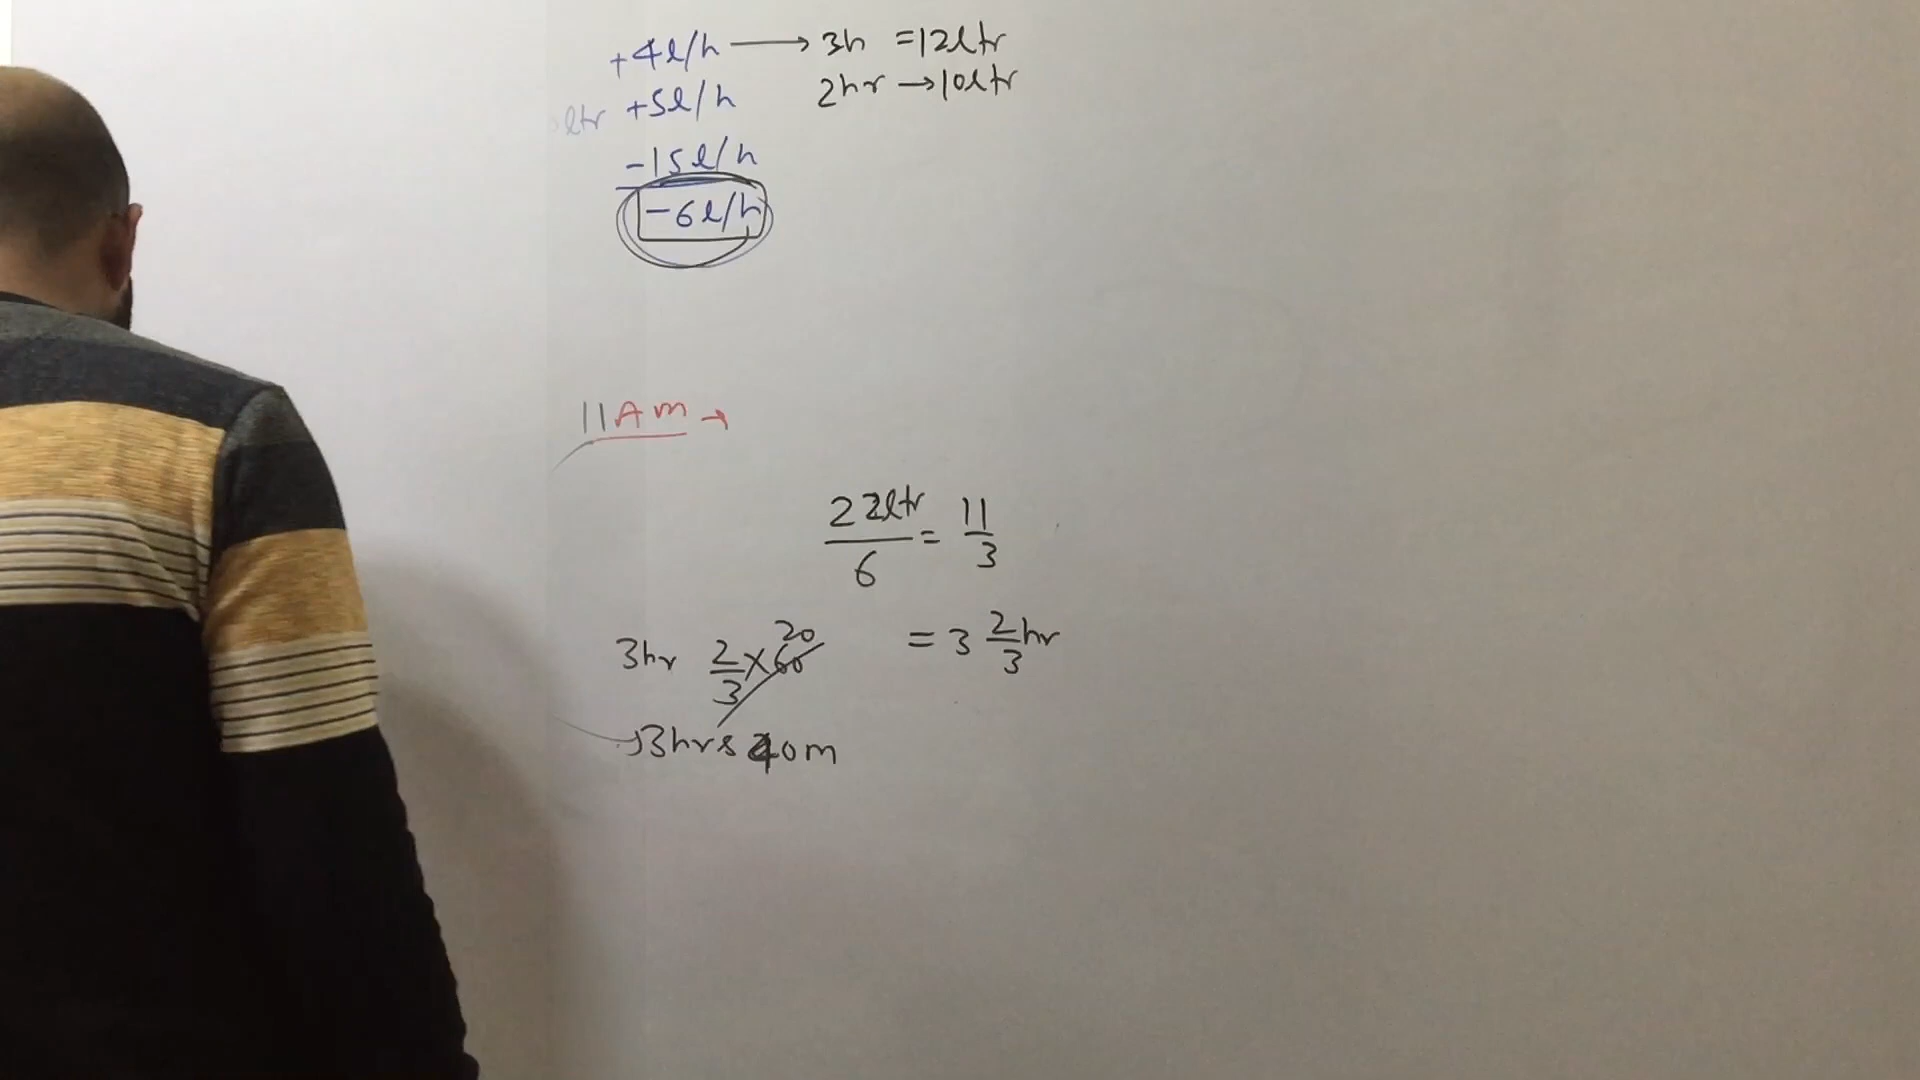 +4l/h → 3h = 12ltr
ltr +5l/h 2hr → 10ltr
-15l/h
-6l/h
11AM →
22ltr/6 = 11/3
3hr 2/3 × 60 20 = 3 2/3 hr
→ 3hrs 40m